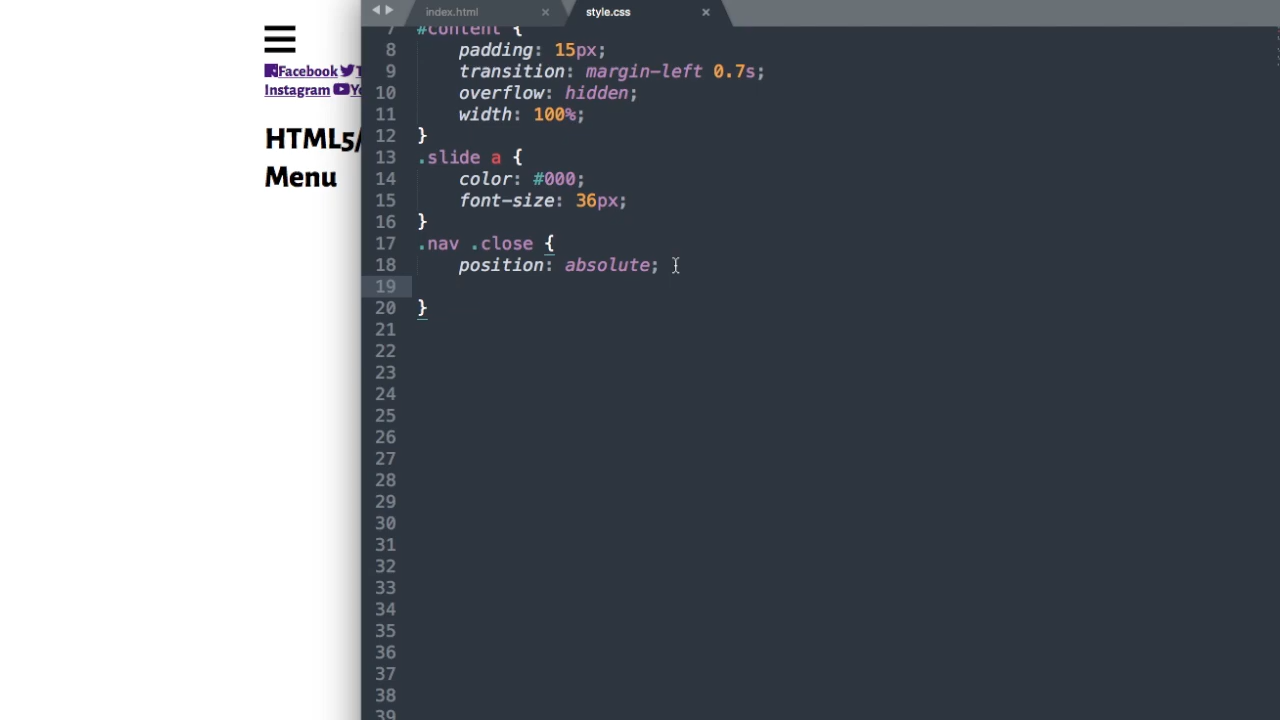 index.html × style.css ×
Facebook
Instagram
HTML5/
Menu
7 #content {
8 padding: 15px;
9 transition: margin-left 0.7s;
10 overflow: hidden;
11 width: 100%;
12 }
13 .slide a {
14 color: #000;
15 font-size: 36px;
16 }
17 .nav .close {
18 position: absolute;
19
20 }
21
22
23
24
25
26
27
28
29
30
31
32
33
34
35
36
37
38
39